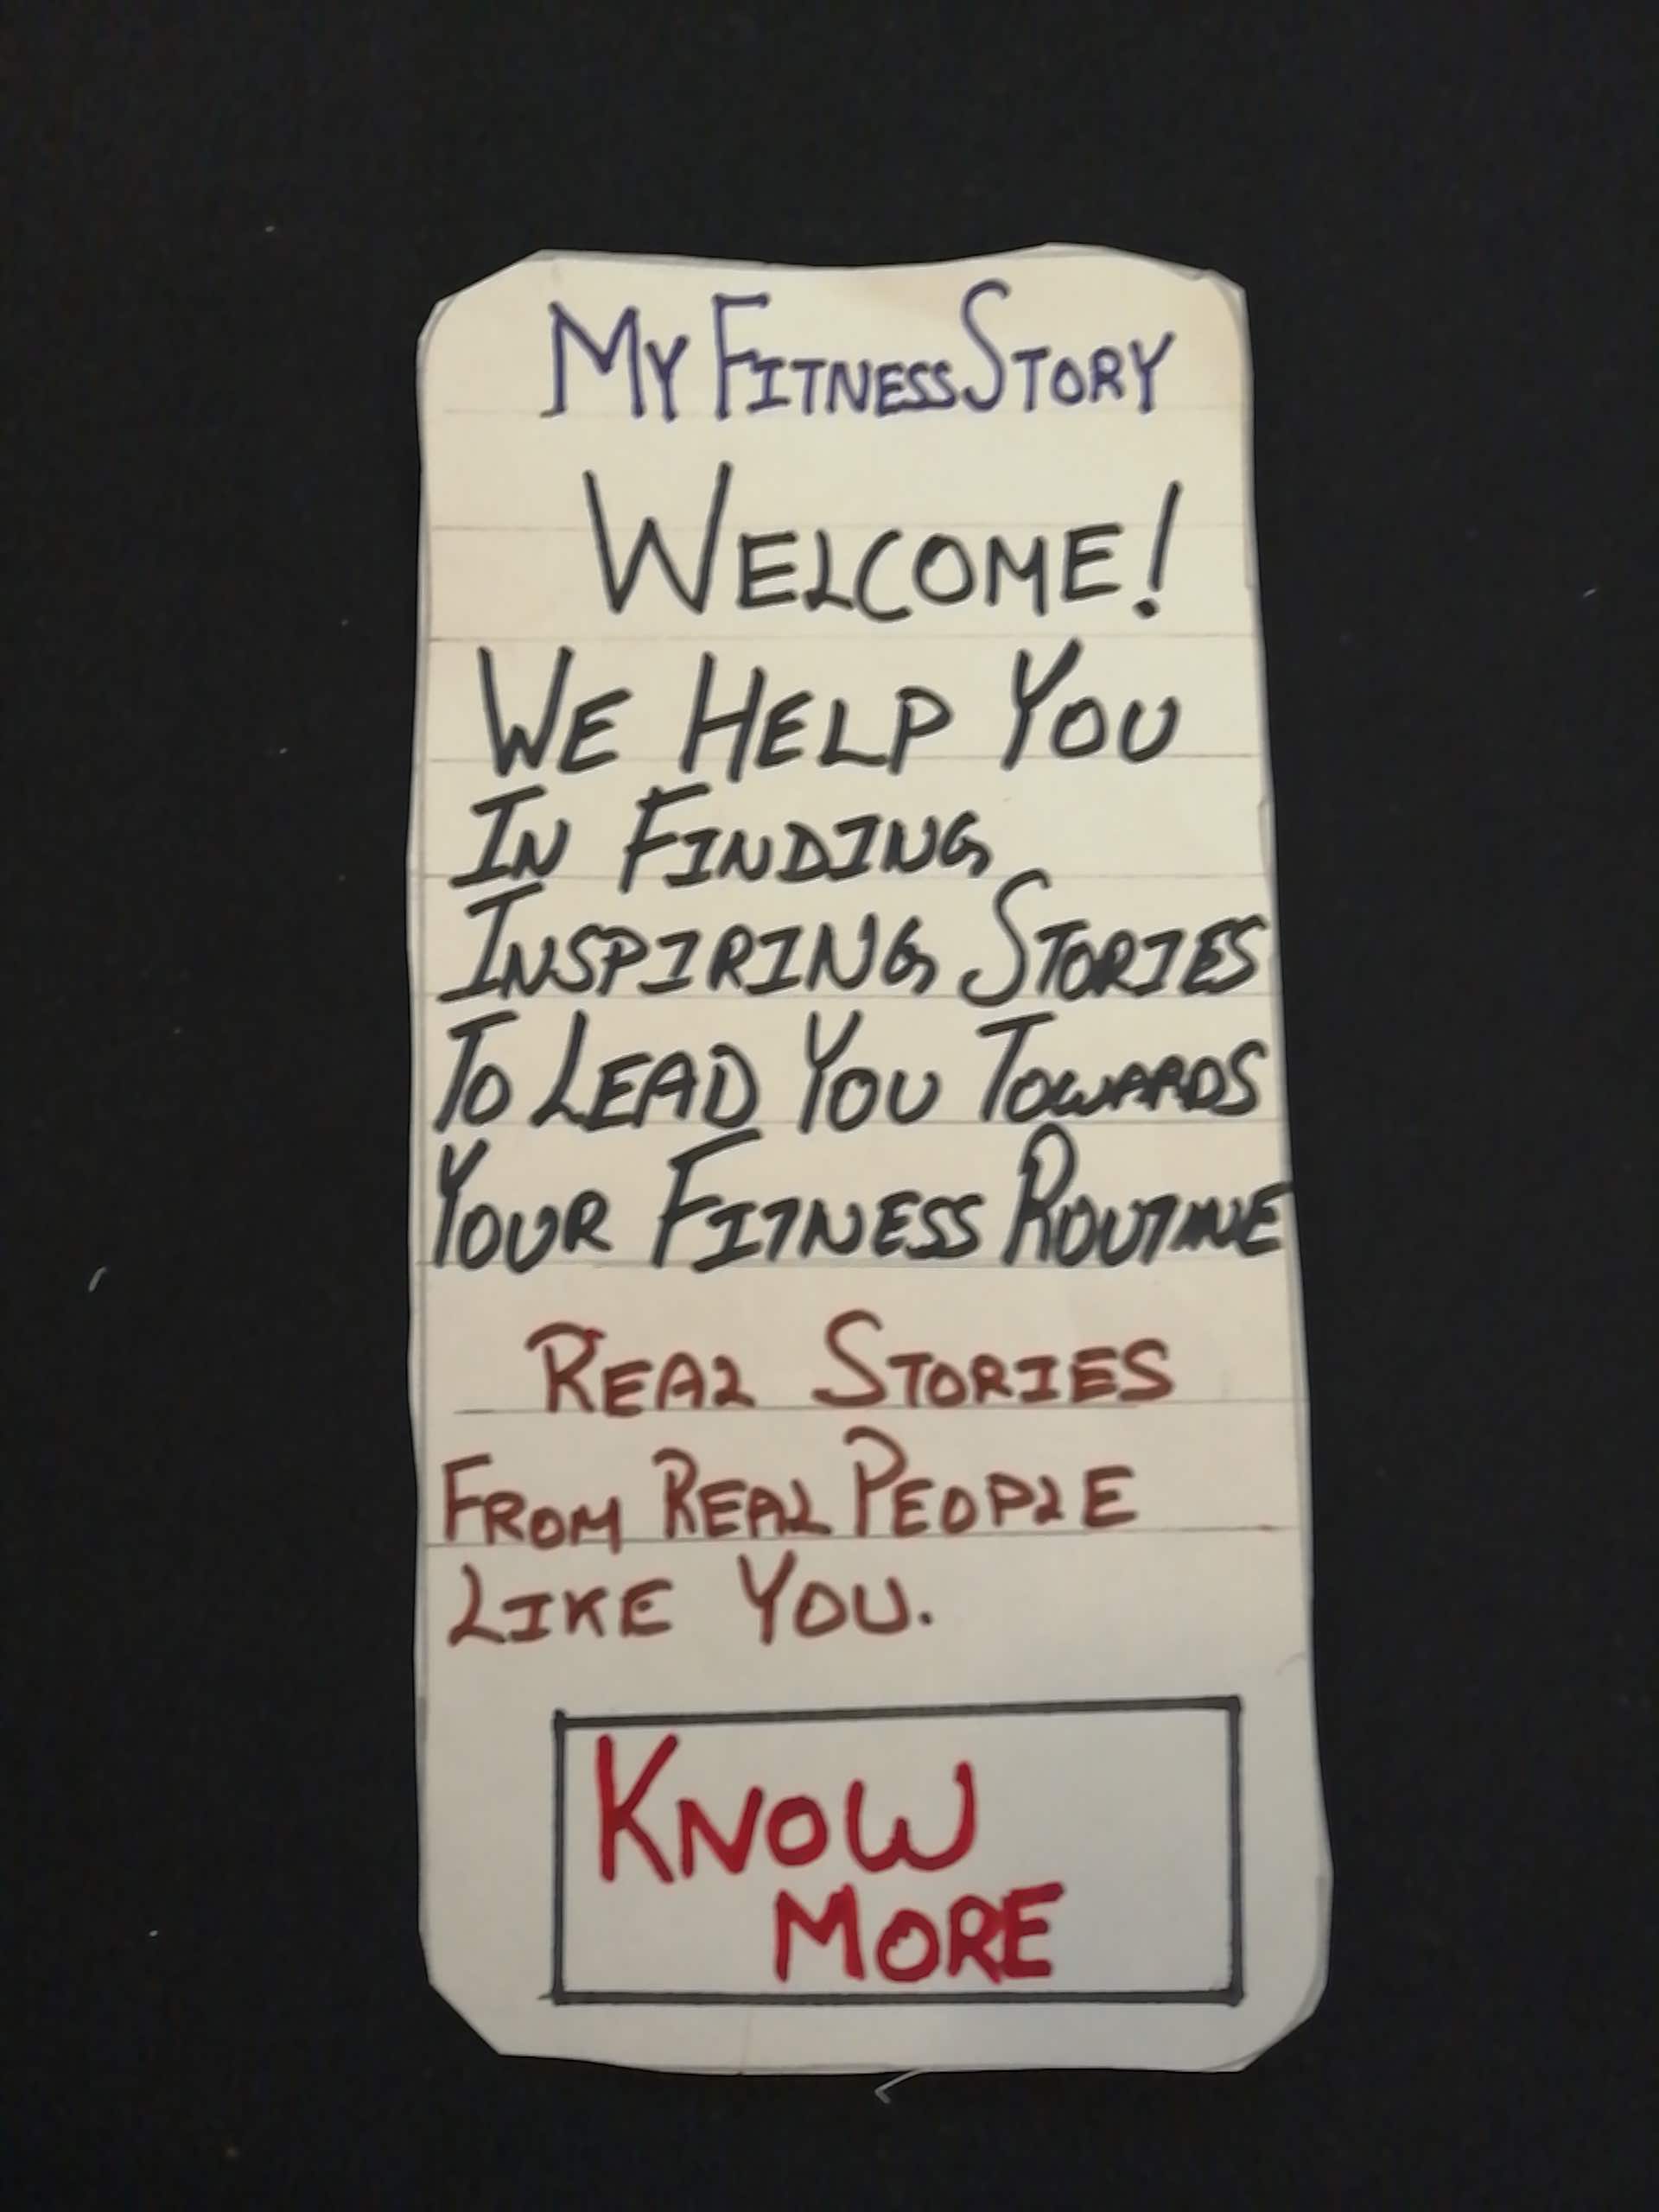 MY FITNESS STORY
WELCOME!
WE HELP YOU
IN FINDING
INSPIRING STORIES
TO LEAD YOU TOWARDS
YOUR FITNESS ROUTINE
REAL STORIES
FROM REAL PEOPLE
LIKE YOU.
KNOW
MORE